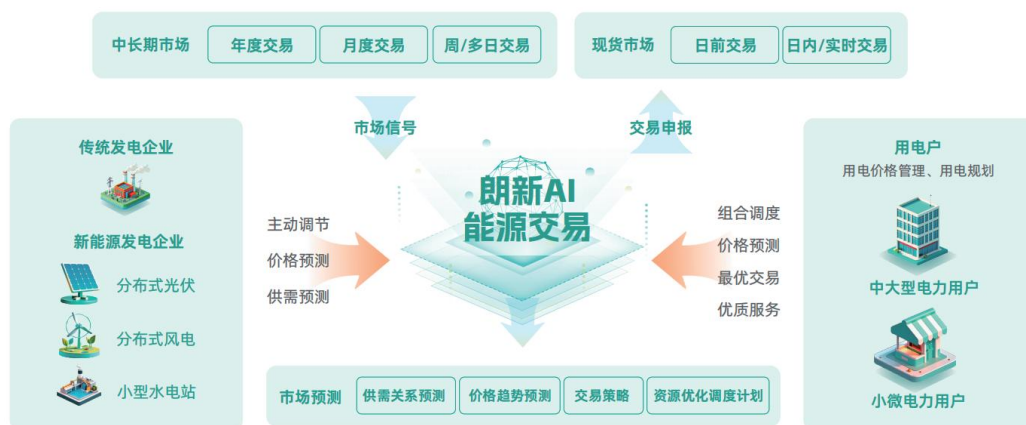 中长期市场
年度交易
月度交易
周/多日交易
现货市场
日前交易
日内/实时交易
市场信号
交易申报
传统发电企业
新能源发电企业
分布式光伏
分布式风电
小型水电站
主动调节
价格预测
供需预测
朗新AI
能源交易
组合调度
价格预测
最优交易
优质服务
用电户
用电价格管理、用电规划
中大型电力用户
小微电力用户
市场预测
供需关系预测
价格趋势预测
交易策略
资源优化调度计划